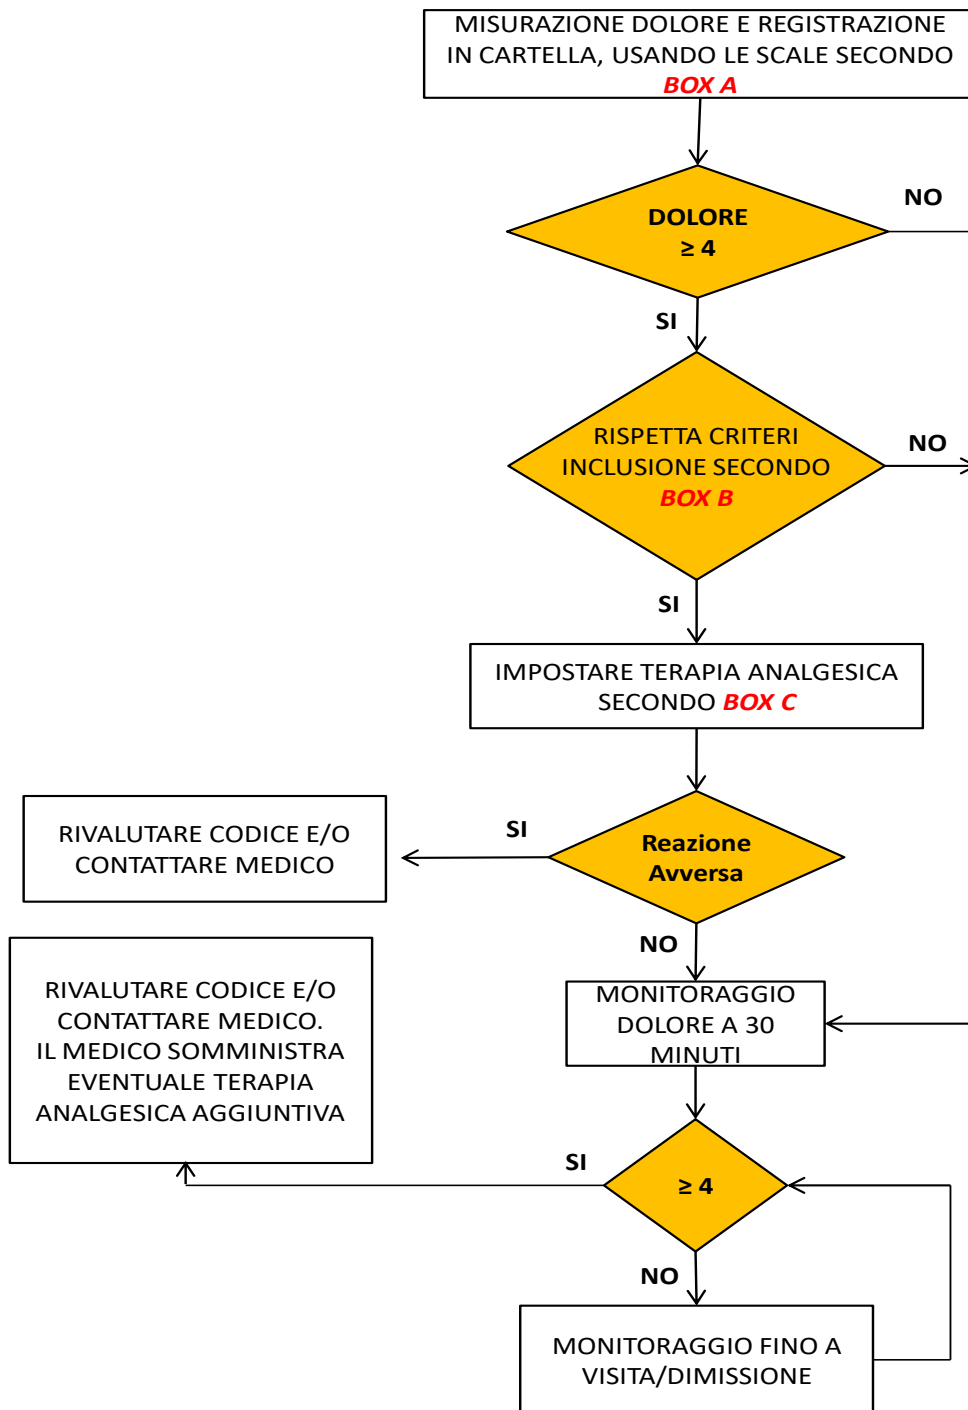 MISURAZIONE DOLORE E REGISTRAZIONE
IN CARTELLA, USANDO LE SCALE SECONDO
BOX A
DOLORE
≥ 4
NO
SI
RISPETTA CRITERI
INCLUSIONE SECONDO
BOX B
NO
SI
IMPOSTARE TERAPIA ANALGESICA
SECONDO BOX C
RIVALUTARE CODICE E/O
CONTATTARE MEDICO
SI
Reazione
Avversa
NO
RIVALUTARE CODICE E/O
CONTATTARE MEDICO.
IL MEDICO SOMMINISTRA
EVENTUALE TERAPIA
ANALGESICA AGGIUNTIVA
MONITORAGGIO
DOLORE A 30
MINUTI
SI
≥ 4
NO
MONITORAGGIO FINO A
VISITA/DIMISSIONE